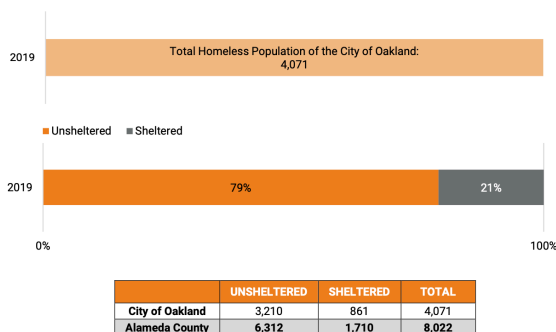 2019
Total Homeless Population of the City of Oakland:
4,071
Unsheltered Sheltered
2019
79% 21%
0% 100%
UNSHELTERED SHELTERED TOTAL
City of Oakland 3,210 861 4,071
Alameda County 6,312 1,710 8,022